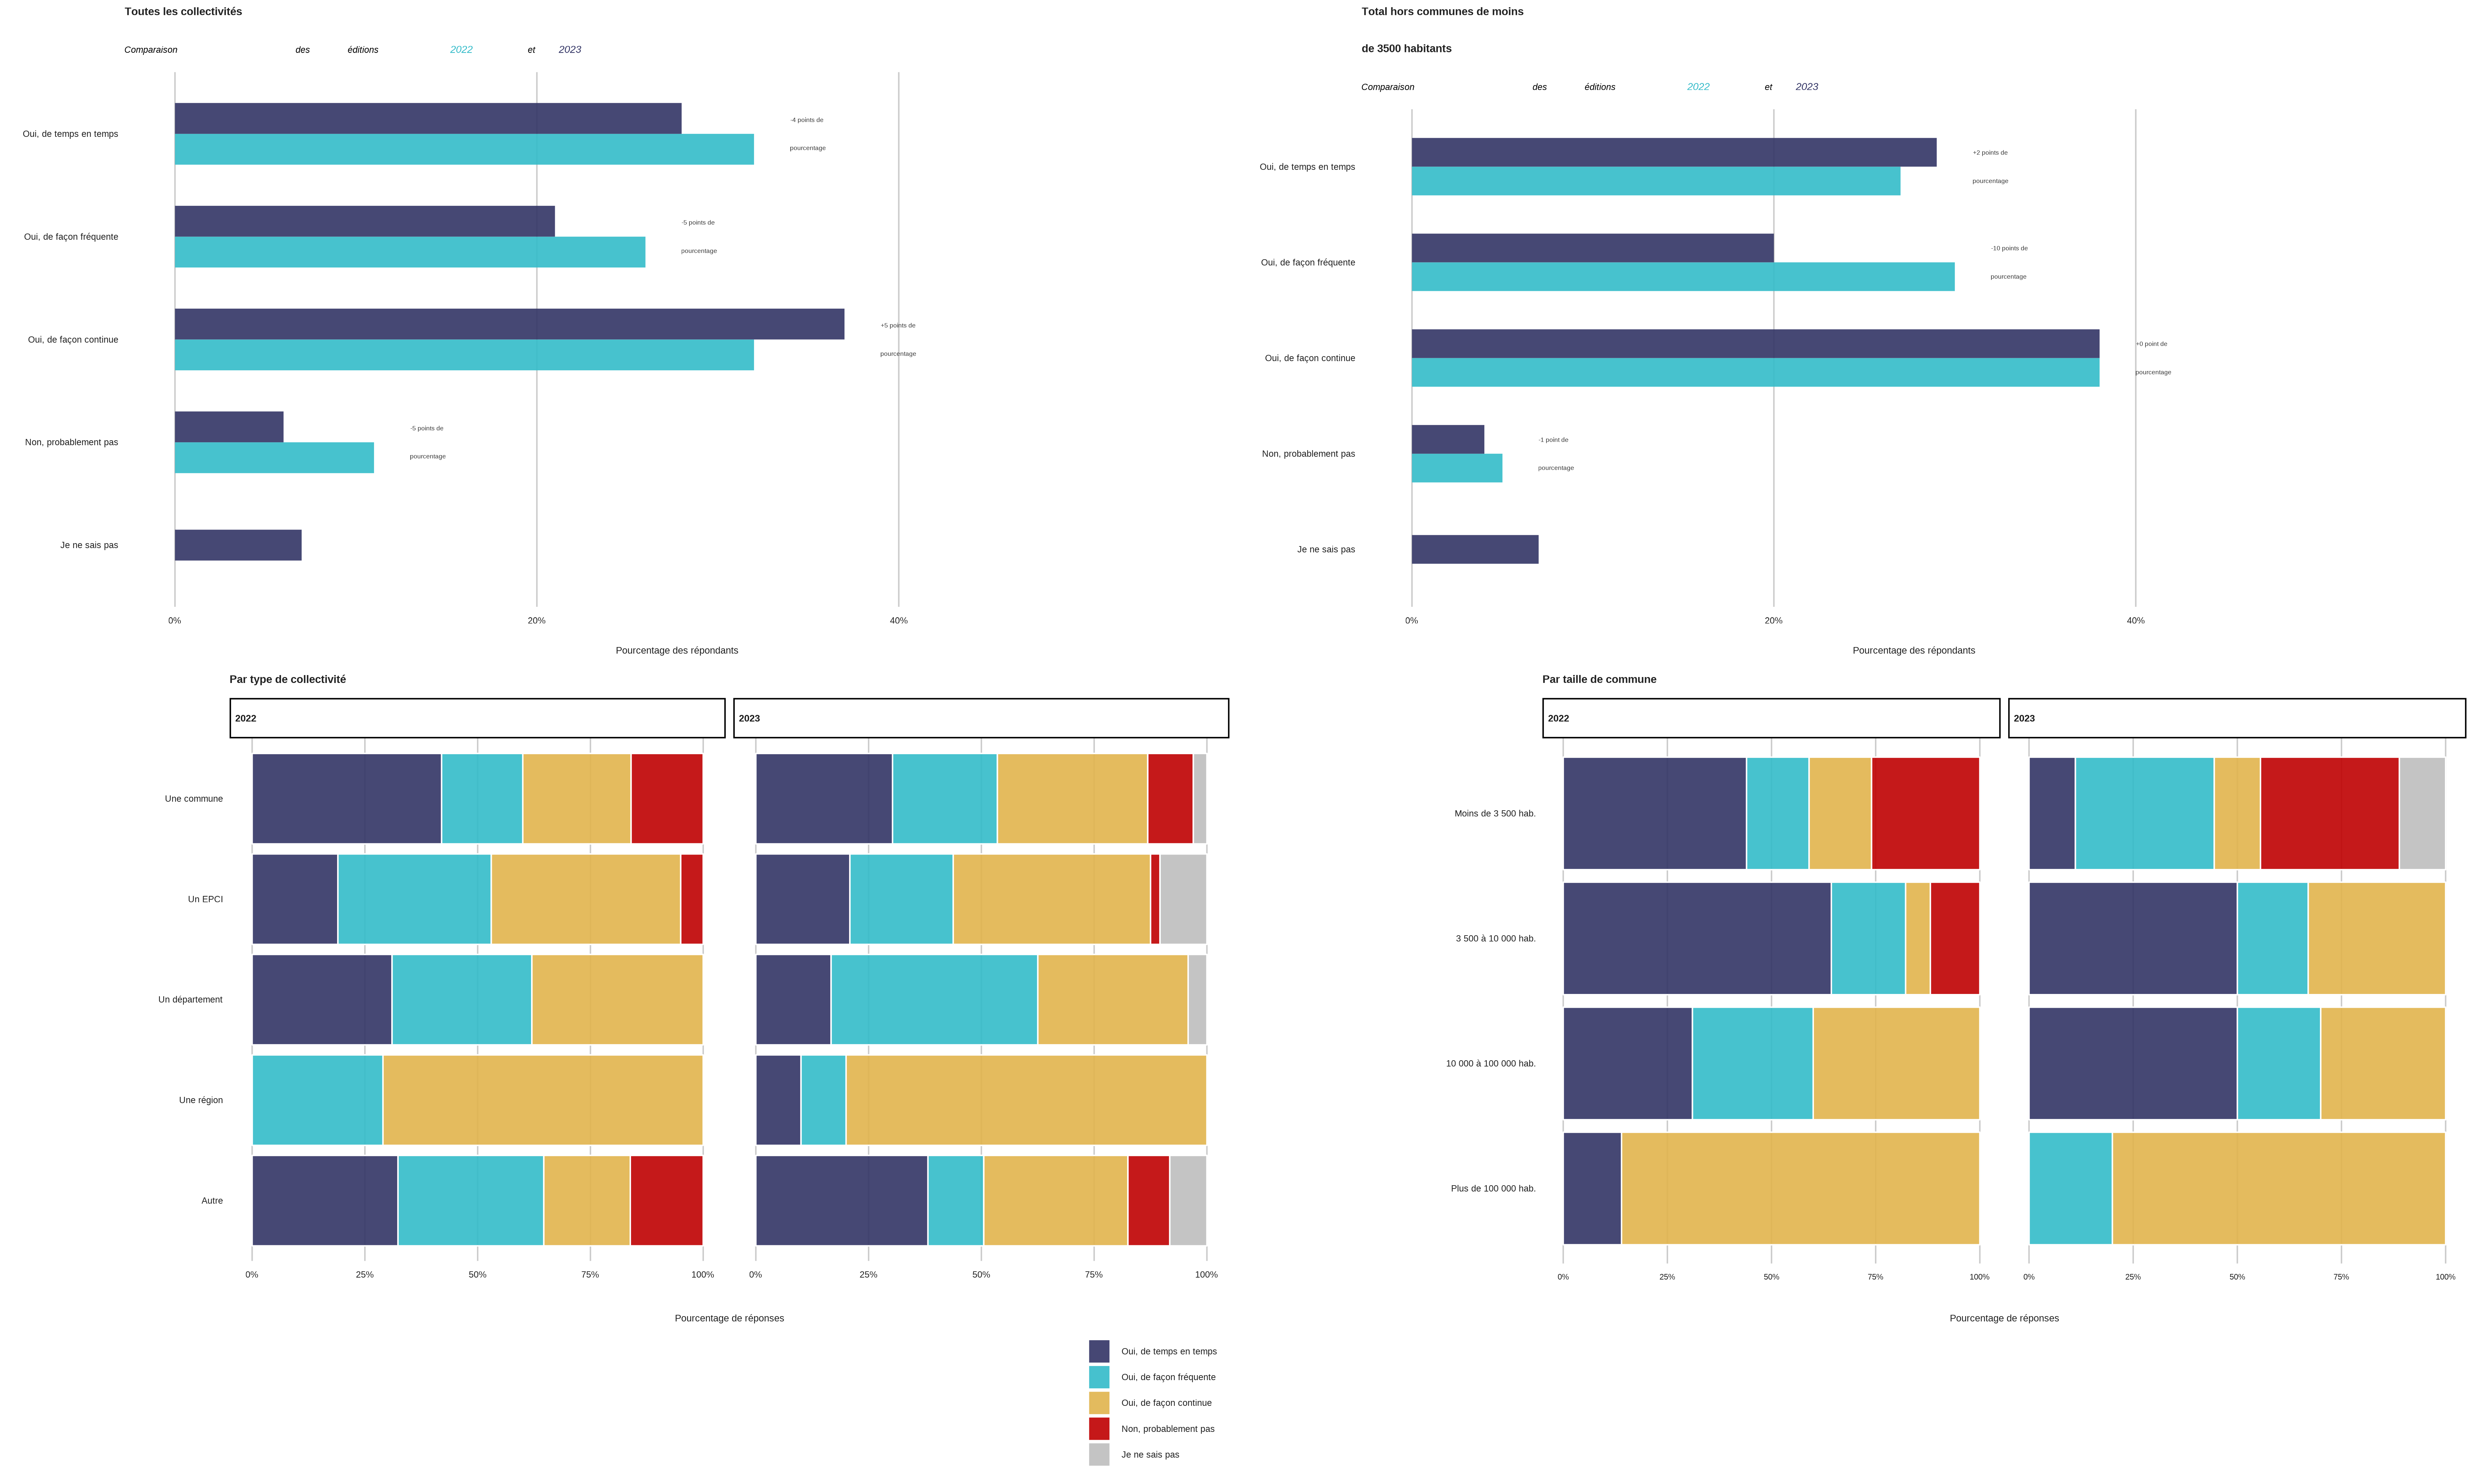 Toutes les collectivités
Comparaison des éditions 2022 et 2023
Oui, de temps en temps
-4 points de
pourcentage
Oui, de façon fréquente
-5 points de
pourcentage
Oui, de façon continue
+5 points de
pourcentage
Non, probablement pas
-5 points de
pourcentage
Je ne sais pas
0% 20% 40%
Pourcentage des répondants
Total hors communes de moins
de 3500 habitants
Comparaison des éditions 2022 et 2023
Oui, de temps en temps
+2 points de
pourcentage
Oui, de façon fréquente
-10 points de
pourcentage
Oui, de façon continue
+0 point de
pourcentage
Non, probablement pas
-1 point de
pourcentage
Je ne sais pas
0% 20% 40%
Pourcentage des répondants
Par type de collectivité
2022 2023
Une commune
Un EPCI
Un département
Une région
Autre
0% 25% 50% 75% 100% 0% 25% 50% 75% 100%
Pourcentage de réponses
Par taille de commune
2022 2023
Moins de 3 500 hab.
3 500 à 10 000 hab.
10 000 à 100 000 hab.
Plus de 100 000 hab.
0% 25% 50% 75% 100% 0% 25% 50% 75% 100%
Pourcentage de réponses
Oui, de temps en temps
Oui, de façon fréquente
Oui, de façon continue
Non, probablement pas
Je ne sais pas